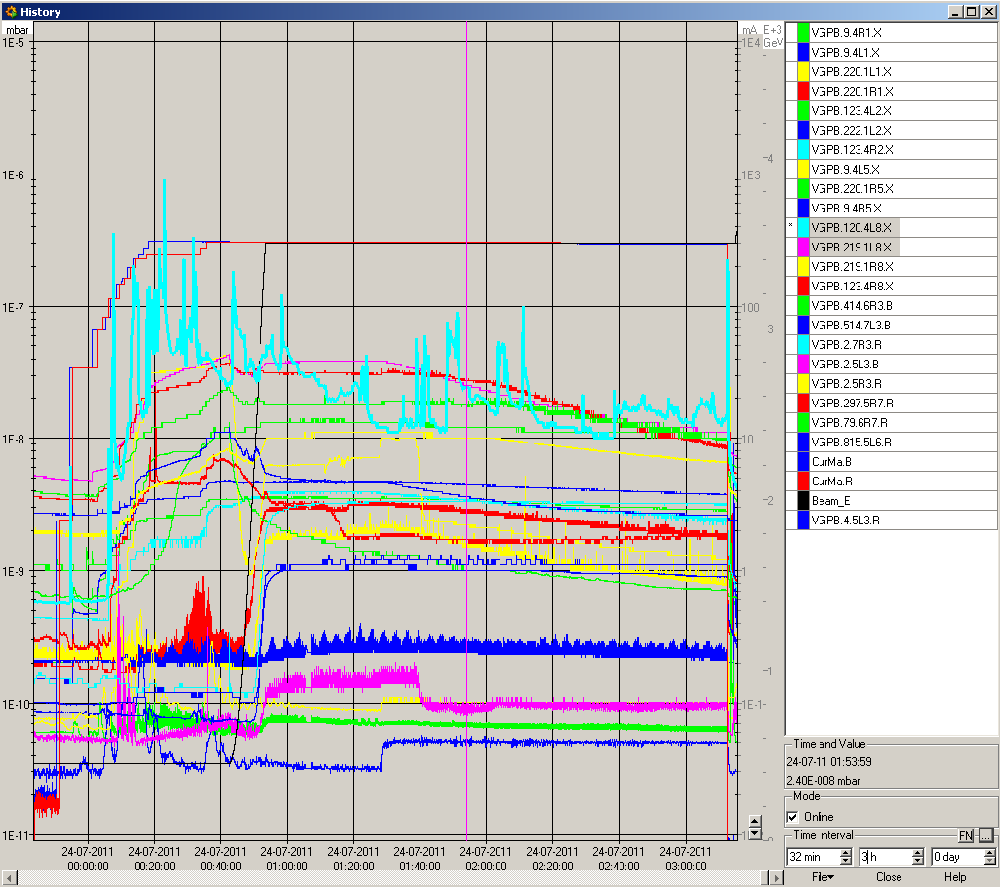 History
mbar
mA E+3
GeV
1E-5
1E-6
1E-7
1E-8
1E-9
1E-10
1E-11
1E4
1E3
100
10
1
1E-1
-4
-3
-2
-1
24-07-2011 24-07-2011 24-07-2011 24-07-2011 24-07-2011 24-07-2011 24-07-2011 24-07-2011 24-07-2011 24-07-2011
00:00:00 00:20:00 00:40:00 01:00:00 01:20:00 01:40:00 02:00:00 02:20:00 02:40:00 03:00:00
VGPB.9.4R1.X
VGPB.9.4L1.X
VGPB.220.1L1.X
VGPB.220.1R1.X
VGPB.123.4L2.X
VGPB.222.1L2.X
VGPB.123.4R2.X
VGPB.9.4L5.X
VGPB.220.1R5.X
VGPB.9.4R5.X
* VGPB.120.4L8.X
VGPB.219.1L8.X
VGPB.219.1R8.X
VGPB.123.4R8.X
VGPB.414.6R3.B
VGPB.514.7L3.B
VGPB.2.7R3.R
VGPB.2.5L3.B
VGPB.2.5R3.R
VGPB.297.5R7.R
VGPB.79.6R7.R
VGPB.815.5L6.R
CurMa.B
CurMa.R
Beam_E
VGPB.4.5L3.R
Time and Value
24-07-11 01:53:59
2.40E-008 mbar
Mode
Online
Time Interval
FN ...
32 min 3 h 0 day
File Close Help